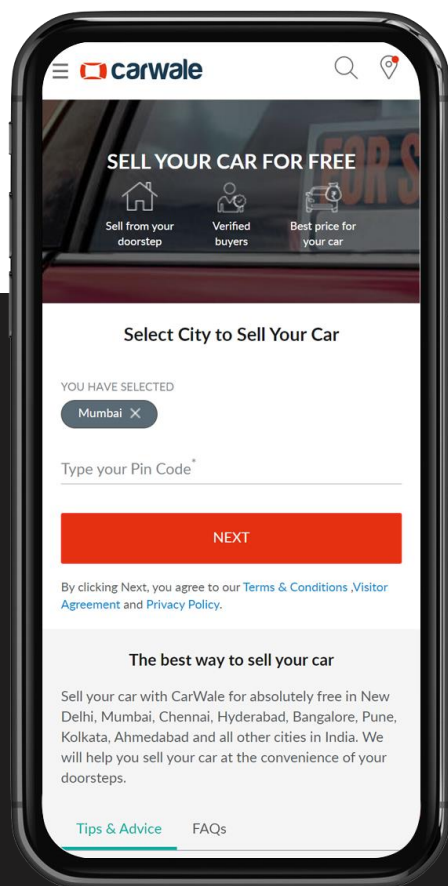 carwale
SELL YOUR CAR FOR FREE
Sell from your
doorstep
Verified
buyers
Best price for
your car
FOR S
Select City to Sell Your Car
YOU HAVE SELECTED
Mumbai
Type your Pin Code*
NEXT
By clicking Next, you agree to our Terms & Conditions ,Visitor
Agreement and Privacy Policy.
The best way to sell your car
Sell your car with CarWale for absolutely free in New
Delhi, Mumbai, Chennai, Hyderabad, Bangalore, Pune,
Kolkata, Ahmedabad and all other cities in India. We
will help you sell your car at the convenience of your
doorsteps.
Tips & Advice FAQs